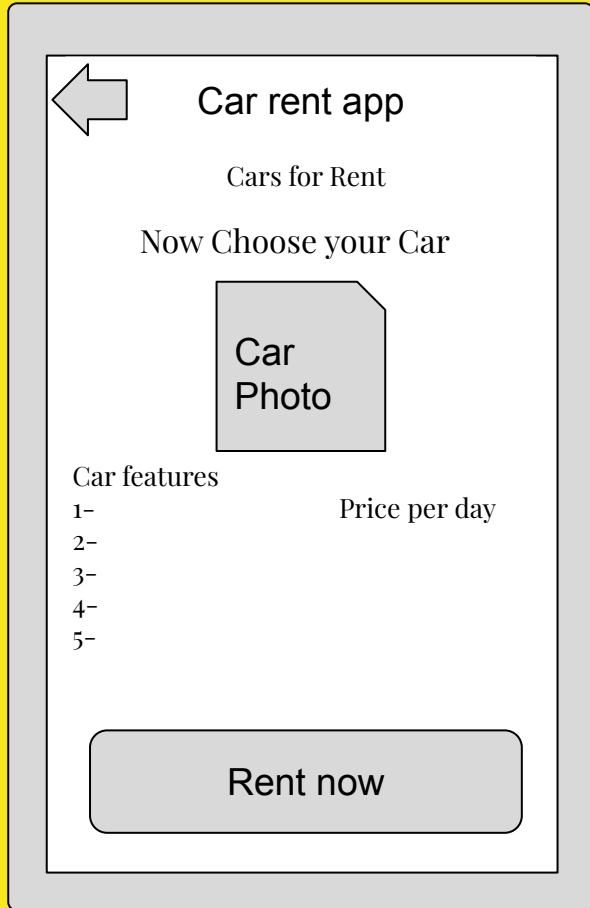 Car rent app
Cars for Rent
Now Choose your Car
Car
Photo
Car features
1-
Price per day
2-
3-
4-
5-
Rent now